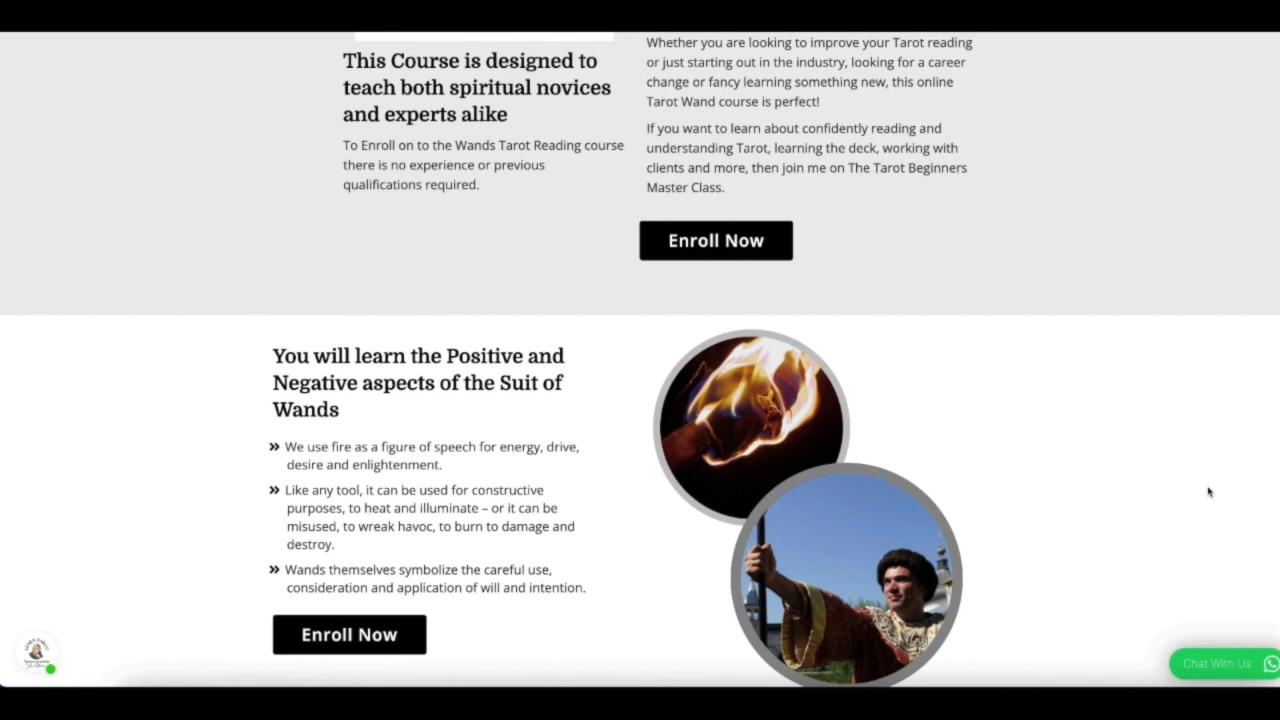 This Course is designed to
teach both spiritual novices
and experts alike
To Enroll on to the Wands Tarot Reading course
there is no experience or previous
qualifications required.
Whether you are looking to improve your Tarot reading
or just starting out in the industry, looking for a career
change or fancy learning something new, this online
Tarot Wand course is perfect!
If you want to learn about confidently reading and
understanding Tarot, learning the deck, working with
clients and more, then join me on The Tarot Beginners
Master Class.
Enroll Now
You will learn the Positive and
Negative aspects of the Suit of
Wands
» We use fire as a figure of speech for energy, drive,
desire and enlightenment.
» Like any tool, it can be used for constructive
purposes, to heat and illuminate – or it can be
misused, to wreak havoc, to burn to damage and
destroy.
» Wands themselves symbolize the careful use,
consideration and application of will and intention.
Enroll Now
LEARN TAROT
Chat With Us